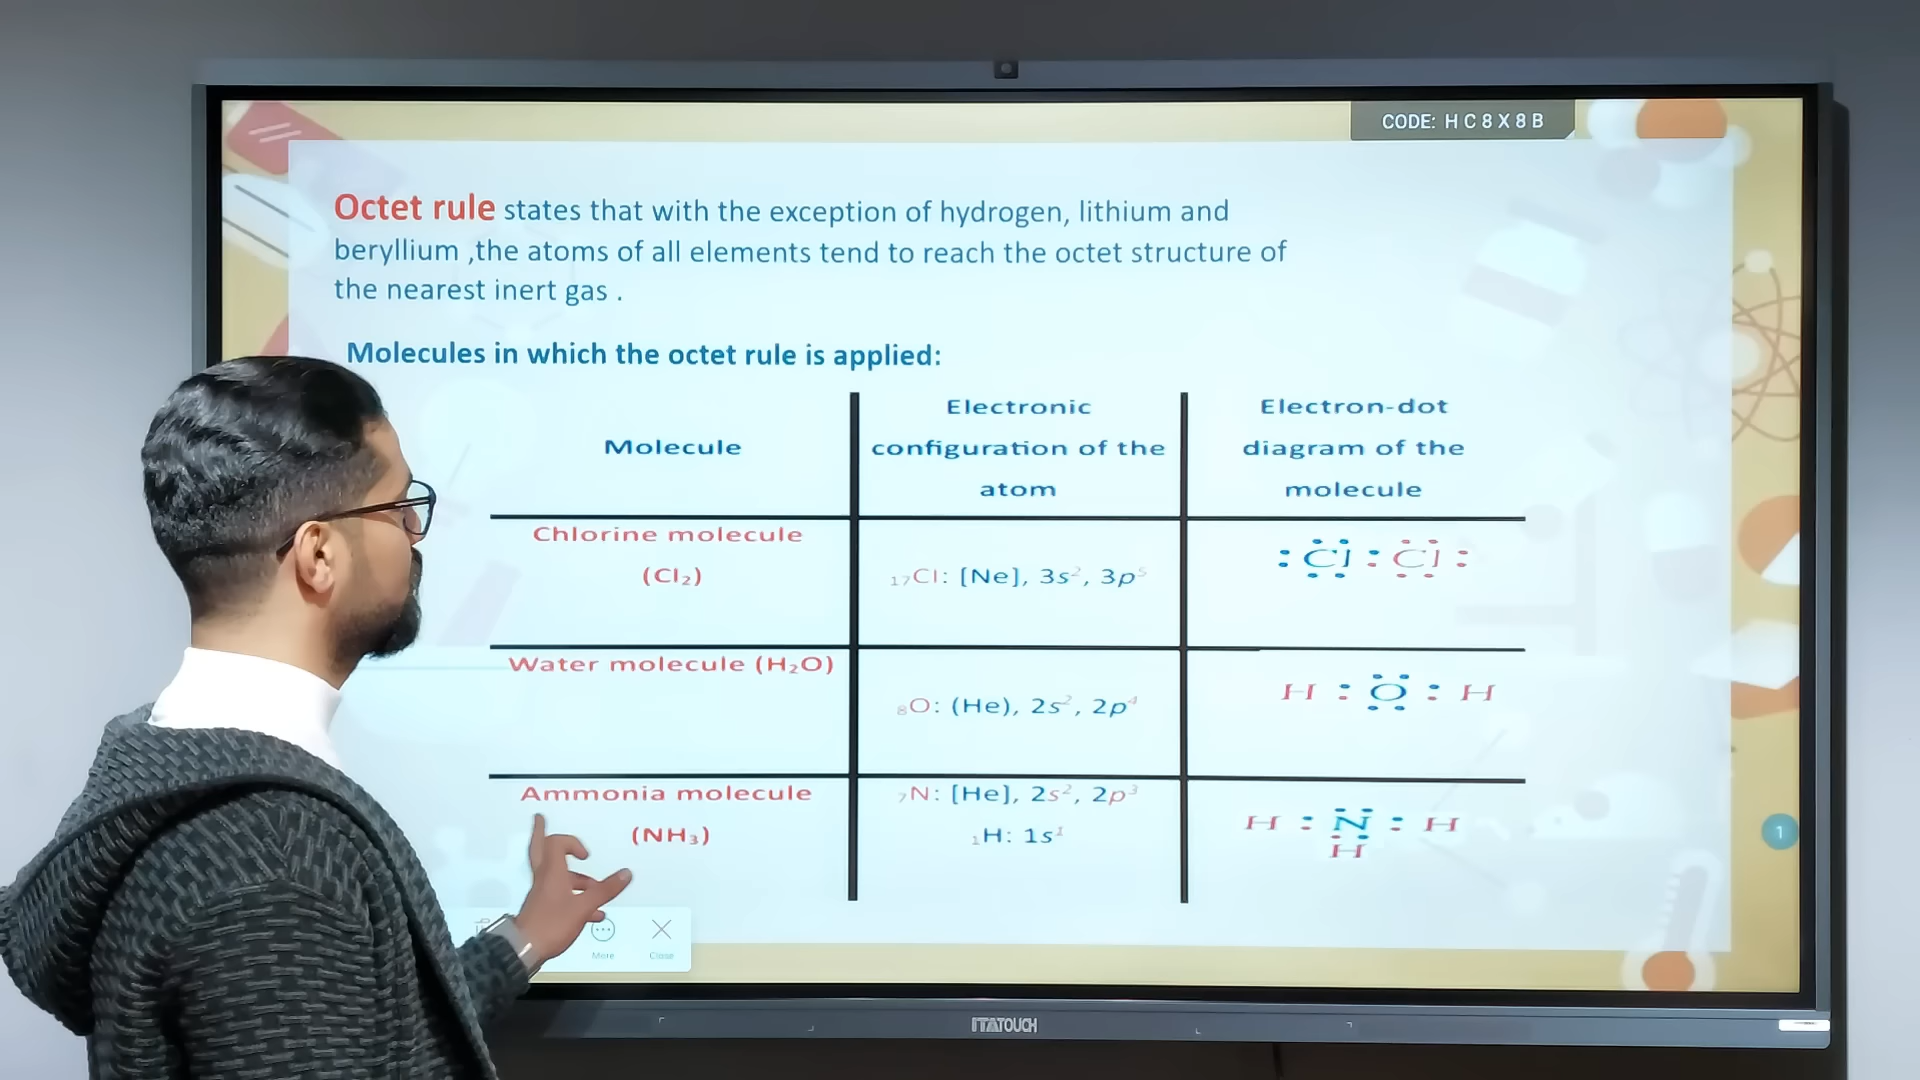 CODE: H C 8 X 8 B
Octet rule states that with the exception of hydrogen, lithium and
beryllium ,the atoms of all elements tend to reach the octet structure of
the nearest inert gas .
Molecules in which the octet rule is applied:
Molecule
Electronic
configuration of the
atom
Electron-dot
diagram of the
molecule
Chlorine molecule
(Cl₂)
₁₇Cl: [Ne], 3s², 3p⁵
: Cl : Cl :
Water molecule (H₂O)
₈O: (He), 2s², 2p⁴
H : O : H
Ammonia molecule
(NH₃)
₇N: [He], 2s², 2p³
₁H: 1s¹
H : N : H
H
1
More
Close
ITATOUCH